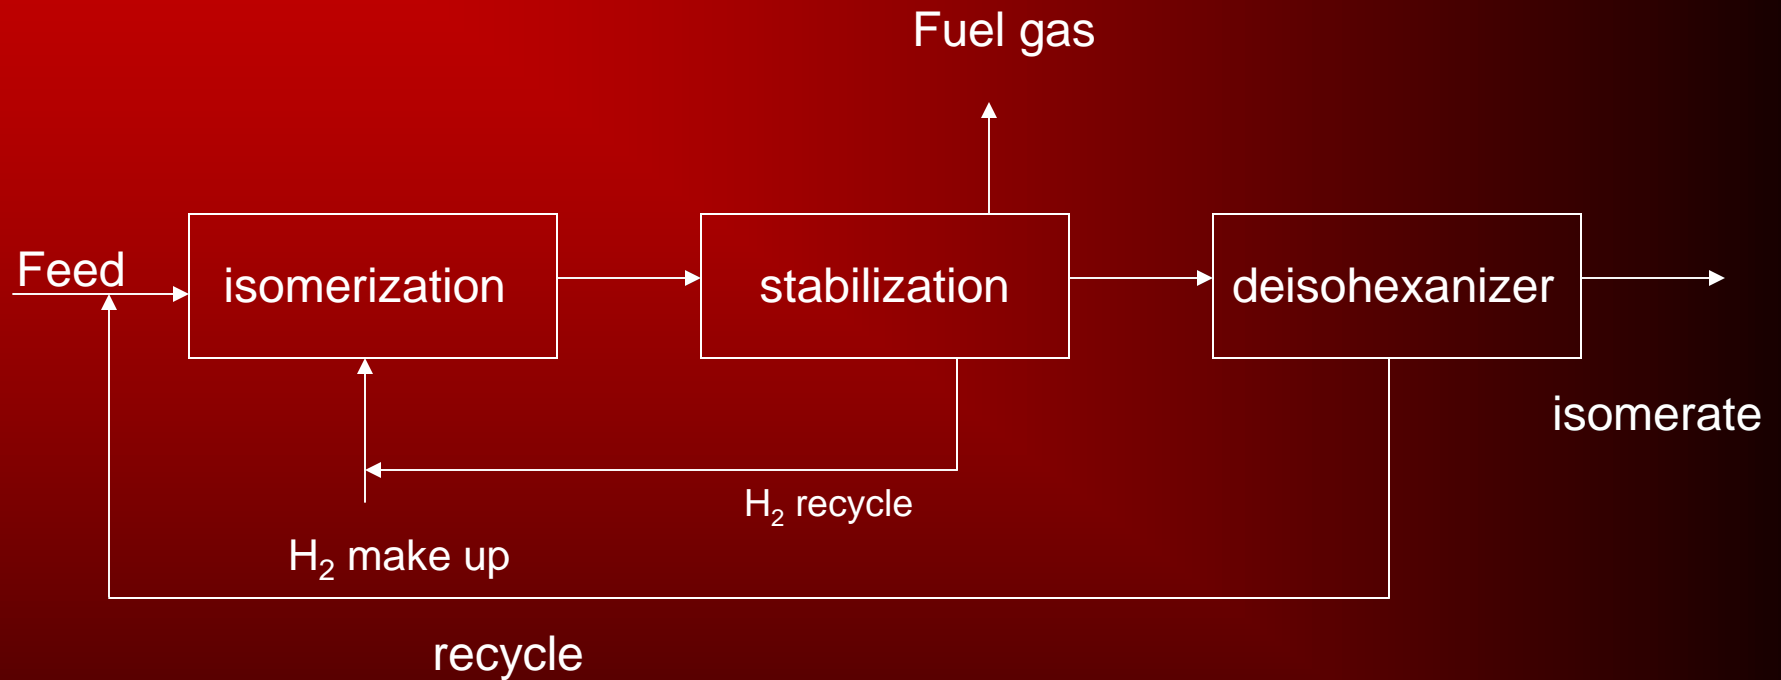 Fuel gas
Feed
isomerization
stabilization
deisohexanizer
isomerate
H₂ recycle
H₂ make up
recycle